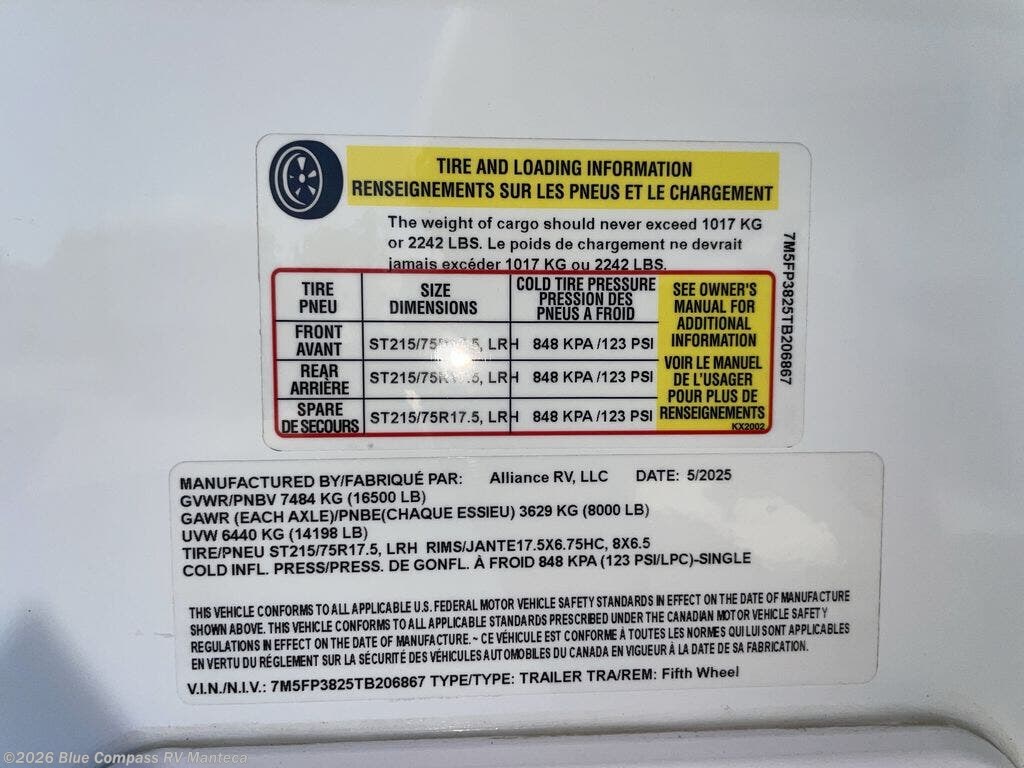 TIRE AND LOADING INFORMATION
RENSEIGNEMENTS SUR LES PNEUS ET LE CHARGEMENT
The weight of cargo should never exceed 1017 KG
or 2242 LBS. Le poids de chargement ne devrait
jamais excéder 1017 KG ou 2242 LBS.
TIRE PNEU
SIZE DIMENSIONS
COLD TIRE PRESSURE PRESSION DES PNEUS A FROID
FRONT AVANT
ST215/75R17.5, LRH
848 KPA /123 PSI
REAR ARRIÈRE
ST215/75R17.5, LRH
848 KPA /123 PSI
SPARE DE SECOURS
ST215/75R17.5, LRH
848 KPA /123 PSI
SEE OWNER'S
MANUAL FOR
ADDITIONAL
INFORMATION
VOIR LE MANUEL
DE L'USAGER
POUR PLUS DE
RENSEIGNEMENTS
KX2002
7M5FP3825TB206867
MANUFACTURED BY/FABRIQUÉ PAR: Alliance RV, LLC DATE: 5/2025
GVWR/PNBV 7484 KG (16500 LB)
GAWR (EACH AXLE)/PNBE(CHAQUE ESSIEU) 3629 KG (8000 LB)
UVW 6440 KG (14198 LB)
TIRE/PNEU ST215/75R17.5, LRH RIMS/JANTE17.5X6.75HC, 8X6.5
COLD INFL. PRESS/PRESS. DE GONFL. À FROID 848 KPA (123 PSI/LPC)-SINGLE
THIS VEHICLE CONFORMS TO ALL APPLICABLE U.S. FEDERAL MOTOR VEHICLE SAFETY STANDARDS IN EFFECT ON THE DATE OF MANUFACTURE
SHOWN ABOVE. THIS VEHICLE CONFORMS TO ALL APPLICABLE STANDARDS PRESCRIBED UNDER THE CANADIAN MOTOR VEHICLE SAFETY
REGULATIONS IN EFFECT ON THE DATE OF MANUFACTURE.~ CE VÉHICULE EST CONFORME À TOUTES LES NORMES QUI LUI SONT APPLICABLES
EN VERTU DU RÉGLEMENT SUR LA SÉCURITÉ DES VÉHICULES AUTOMOBILES DU CANADA EN VIGUEUR À LA DATE DE SA FABRICATION.
V.I.N./N.I.V.: 7M5FP3825TB206867 TYPE/TYPE: TRAILER TRA/REM: Fifth Wheel
©2026 Blue Compass RV Manteca